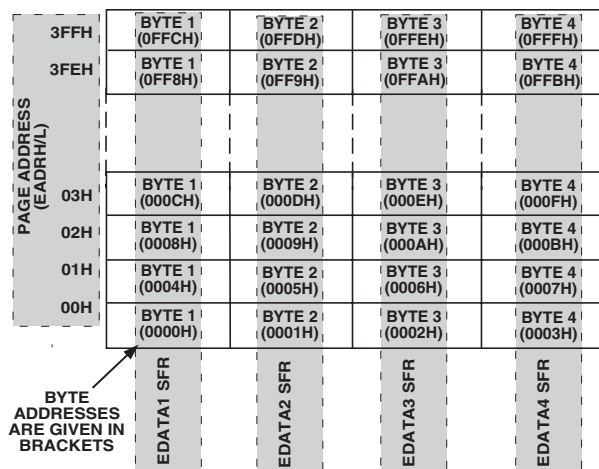 3FFH
BYTE 1 BYTE 2 BYTE 3 BYTE 4
(0FFCH) (0FFDH) (0FFEH) (0FFFH)
3FEH
BYTE 1 BYTE 2 BYTE 3 BYTE 4
(0FF8H) (0FF9H) (0FFAH) (0FFBH)
PAGE ADDRESS
(EADRH/L)
03H
BYTE 1 BYTE 2 BYTE 3 BYTE 4
(000CH) (000DH) (000EH) (000FH)
02H
BYTE 1 BYTE 2 BYTE 3 BYTE 4
(0008H) (0009H) (000AH) (000BH)
01H
BYTE 1 BYTE 2 BYTE 3 BYTE 4
(0004H) (0005H) (0006H) (0007H)
00H
BYTE 1 BYTE 2 BYTE 3 BYTE 4
(0000H) (0001H) (0002H) (0003H)
BYTE
ADDRESSES
ARE GIVEN IN
BRACKETS
EDATA1 SFR
EDATA2 SFR
EDATA3 SFR
EDATA4 SFR